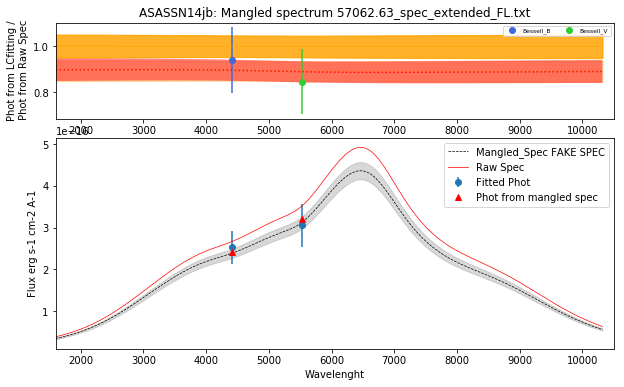 ASASSN14jb: Mangled spectrum 57062.63_spec_extended_FL.txt
Phot from LCfitting /
Phot from Raw Spec
1.0
0.8
Bessell_B
Bessell_V
2000 3000 4000 5000 6000 7000 8000 9000 10000
1e−16
Flux erg s-1 cm-2 A-1
5
4
3
2
1
Mangled_Spec FAKE SPEC
Raw Spec
Fitted Phot
Phot from mangled spec
2000 3000 4000 5000 6000 7000 8000 9000 10000
Wavelenght